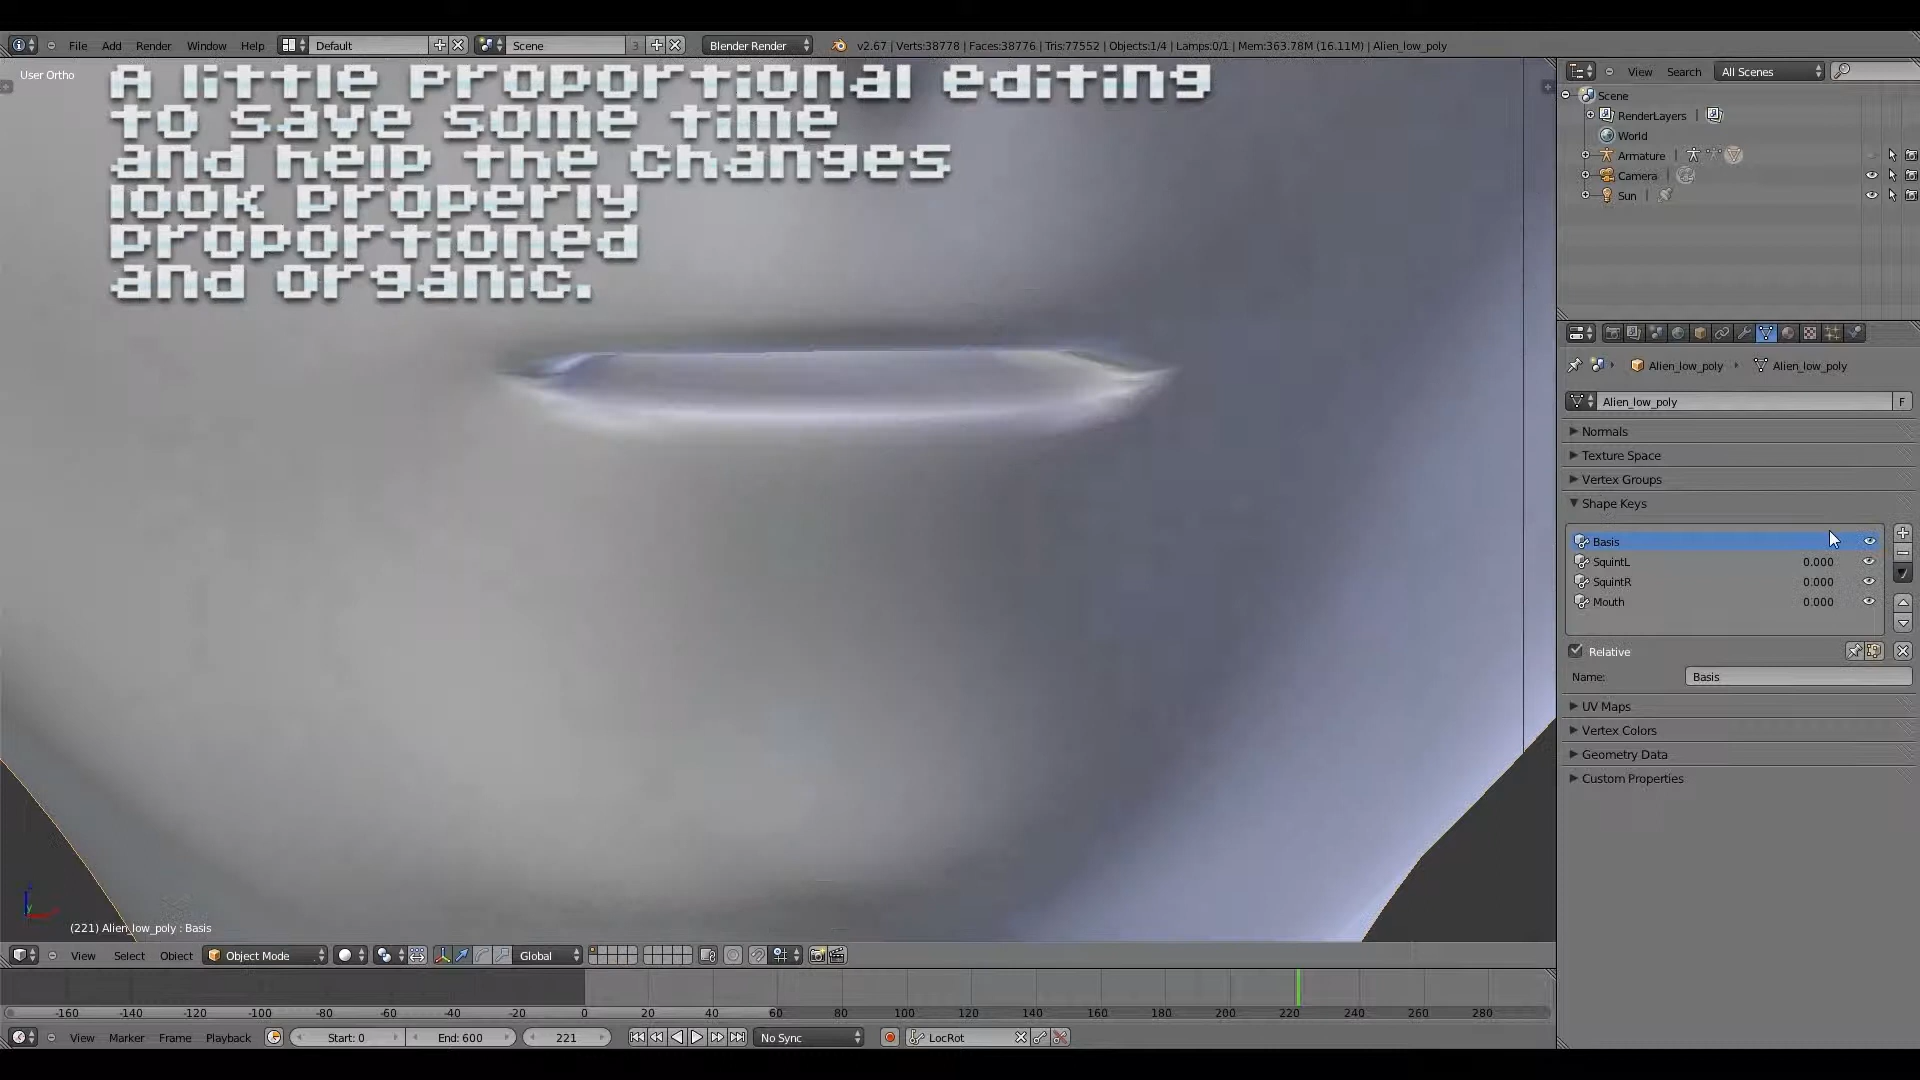 File Add Render Window Help Default Scene 3 Blender Render v2.67 | Verts:38778 | Faces:38776 | Tris:77552 | Objects:1/4 | Lamps:0/1 | Mem:363.78M (16.11M) | Alien_low_poly
User Ortho
A little proportional editing
to save some time
and help the changes
look properly
proportioned
and organic.
View Search All Scenes
Scene
RenderLayers |
World
Armature |
Camera |
Sun |
Alien_low_poly Alien_low_poly
Alien_low_poly F
Normals
Texture Space
Vertex Groups
Shape Keys
Basis
SquintL 0.000
SquintR 0.000
Mouth 0.000
Relative
Name: Basis
UV Maps
Vertex Colors
Geometry Data
Custom Properties
(221) Alien_low_poly : Basis
View Select Object Object Mode Global
-160 -140 -120 -100 -80 -60 -40 -20 0 20 40 60 80 100 120 140 160 180 200 220 240 260 280
View Marker Frame Playback Start: 0 End: 600 221 No Sync LocRot